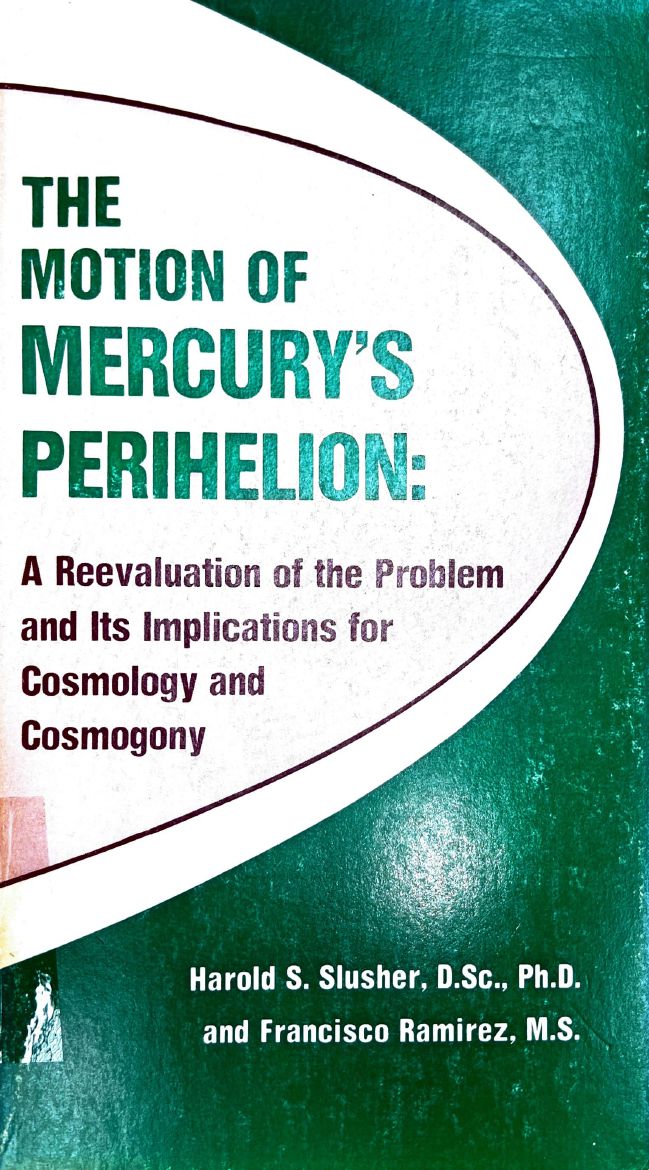 THE
MOTION OF
MERCURY'S
PERIHELION:
A Reevaluation of the Problem
and Its Implications for
Cosmology and
Cosmogony
Harold S. Slusher, D.Sc., Ph.D.
and Francisco Ramirez, M.S.